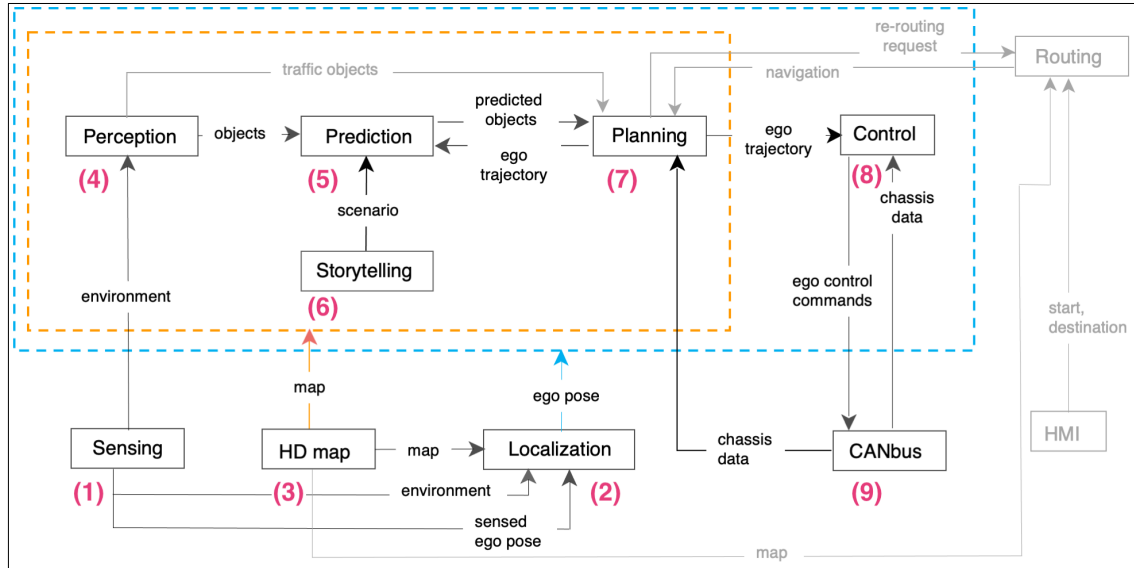 re-routing
request
Routing
traffic objects
navigation
predicted
objects
Perception
objects
Prediction
Planning
ego
trajectory
Control
ego
trajectory
(4)
(5)
(7)
(8)
chassis
data
scenario
Storytelling
environment
(6)
ego control
commands
start,
destination
map
ego pose
Sensing
HD map
map
Localization
chassis
data
CANbus
HMI
(1)
(3)
environment
(2)
(9)
sensed
ego pose
map